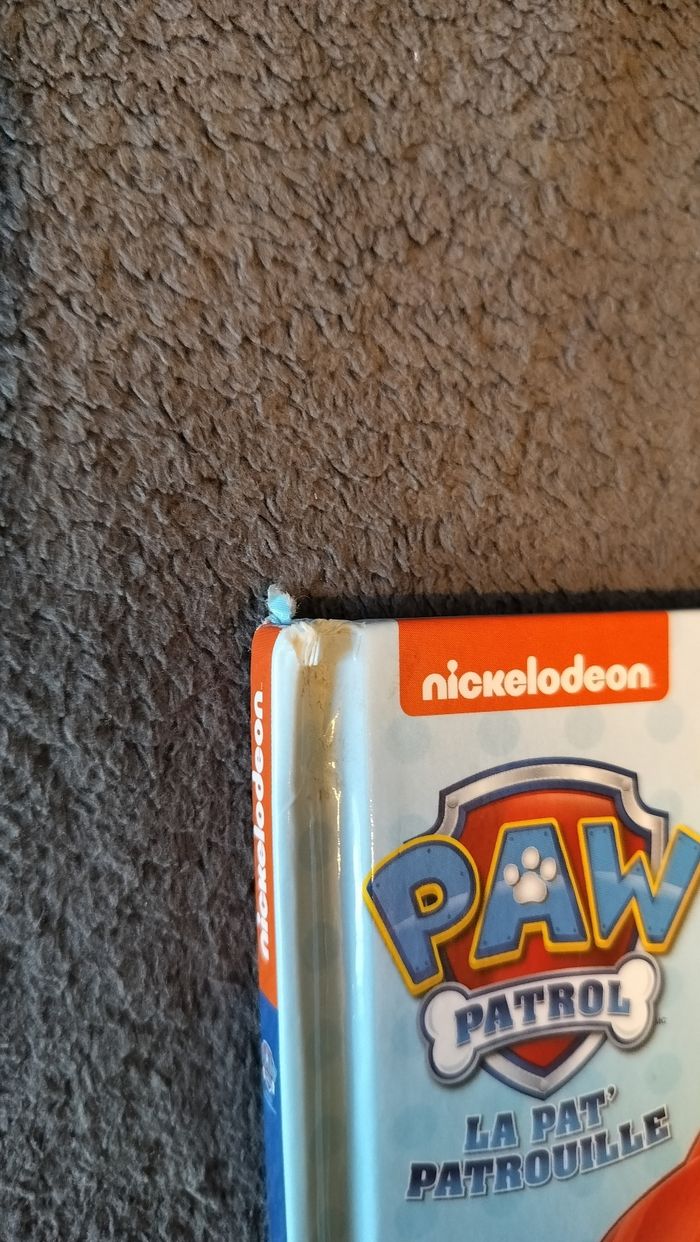 nickelodeon
nickelodeon
PAW
PATROL
LA PAT'
PATROUILLE